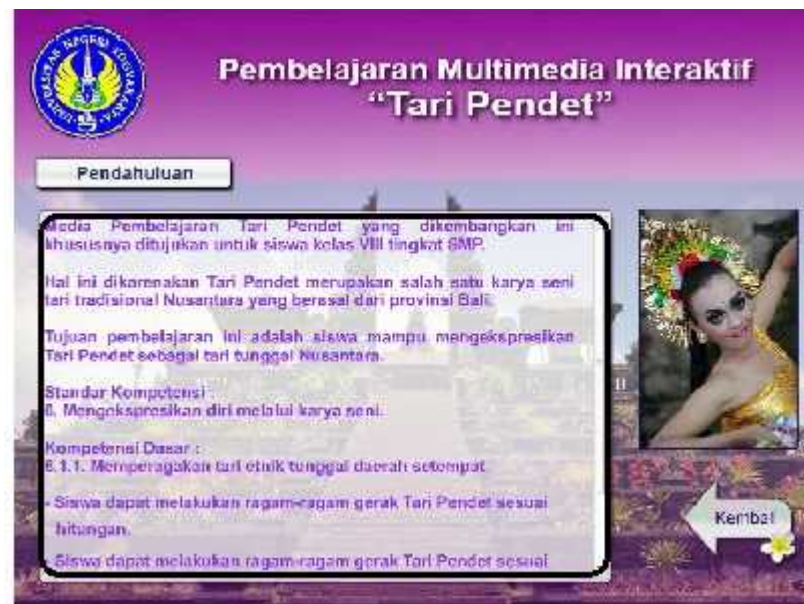 UNIVERSITAS NEGERI YOGYAKARTA
Pembelajaran Multimedia Interaktif
“Tari Pendet”
Pendahuluan
Media Pembelajaran Tari Pendet yang dikembangkan ini
khususnya ditujukan untuk siswa kelas VIII tingkat SMP.
Hal ini dikarenakan Tari Pendet merupakan salah satu karya seni
tari tradisional Nusantara yang berasal dari provinsi Bali.
Tujuan pembelajaran ini adalah siswa mampu mengekspresikan
Tari Pendet sebagai tari tunggal Nusantara.
Standar Kompetensi :
6. Mengekspresikan diri melalui karya seni.
Kompetensi Dasar :
6.1.1. Memperagakan tari etnik tunggal daerah setempat
- Siswa dapat melakukan ragam-ragam gerak Tari Pendet sesuai
hitungan.
- Siswa dapat melakukan ragam-ragam gerak Tari Pendet sesuai
Kembali